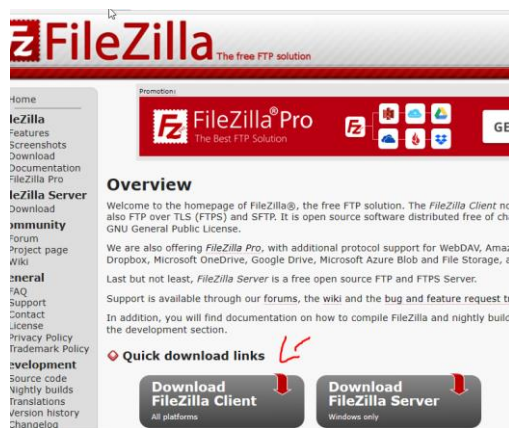 FileZilla The free FTP solution
Promotion:
FileZilla®Pro
The Best FTP Solution
GE
Home
leZilla
Features
Screenshots
Download
Documentation
FileZilla Pro
leZilla Server
Download
ommunity
Forum
Project page
Wiki
eneral
FAQ
Support
Contact
License
Privacy Policy
Trademark Policy
evelopment
Source code
Nightly builds
Translations
Version history
Changelog
Overview
Welcome to the homepage of FileZilla®, the free FTP solution. The FileZilla Client no
also FTP over TLS (FTPS) and SFTP. It is open source software distributed free of cha
GNU General Public License.
We are also offering FileZilla Pro, with additional protocol support for WebDAV, Amaz
Dropbox, Microsoft OneDrive, Google Drive, Microsoft Azure Blob and File Storage, a
Last but not least, FileZilla Server is a free open source FTP and FTPS Server.
Support is available through our forums, the wiki and the bug and feature request tr
In addition, you will find documentation on how to compile FileZilla and nightly build
the development section.
Quick download links
Download
FileZilla Client
All platforms
Download
FileZilla Server
Windows only